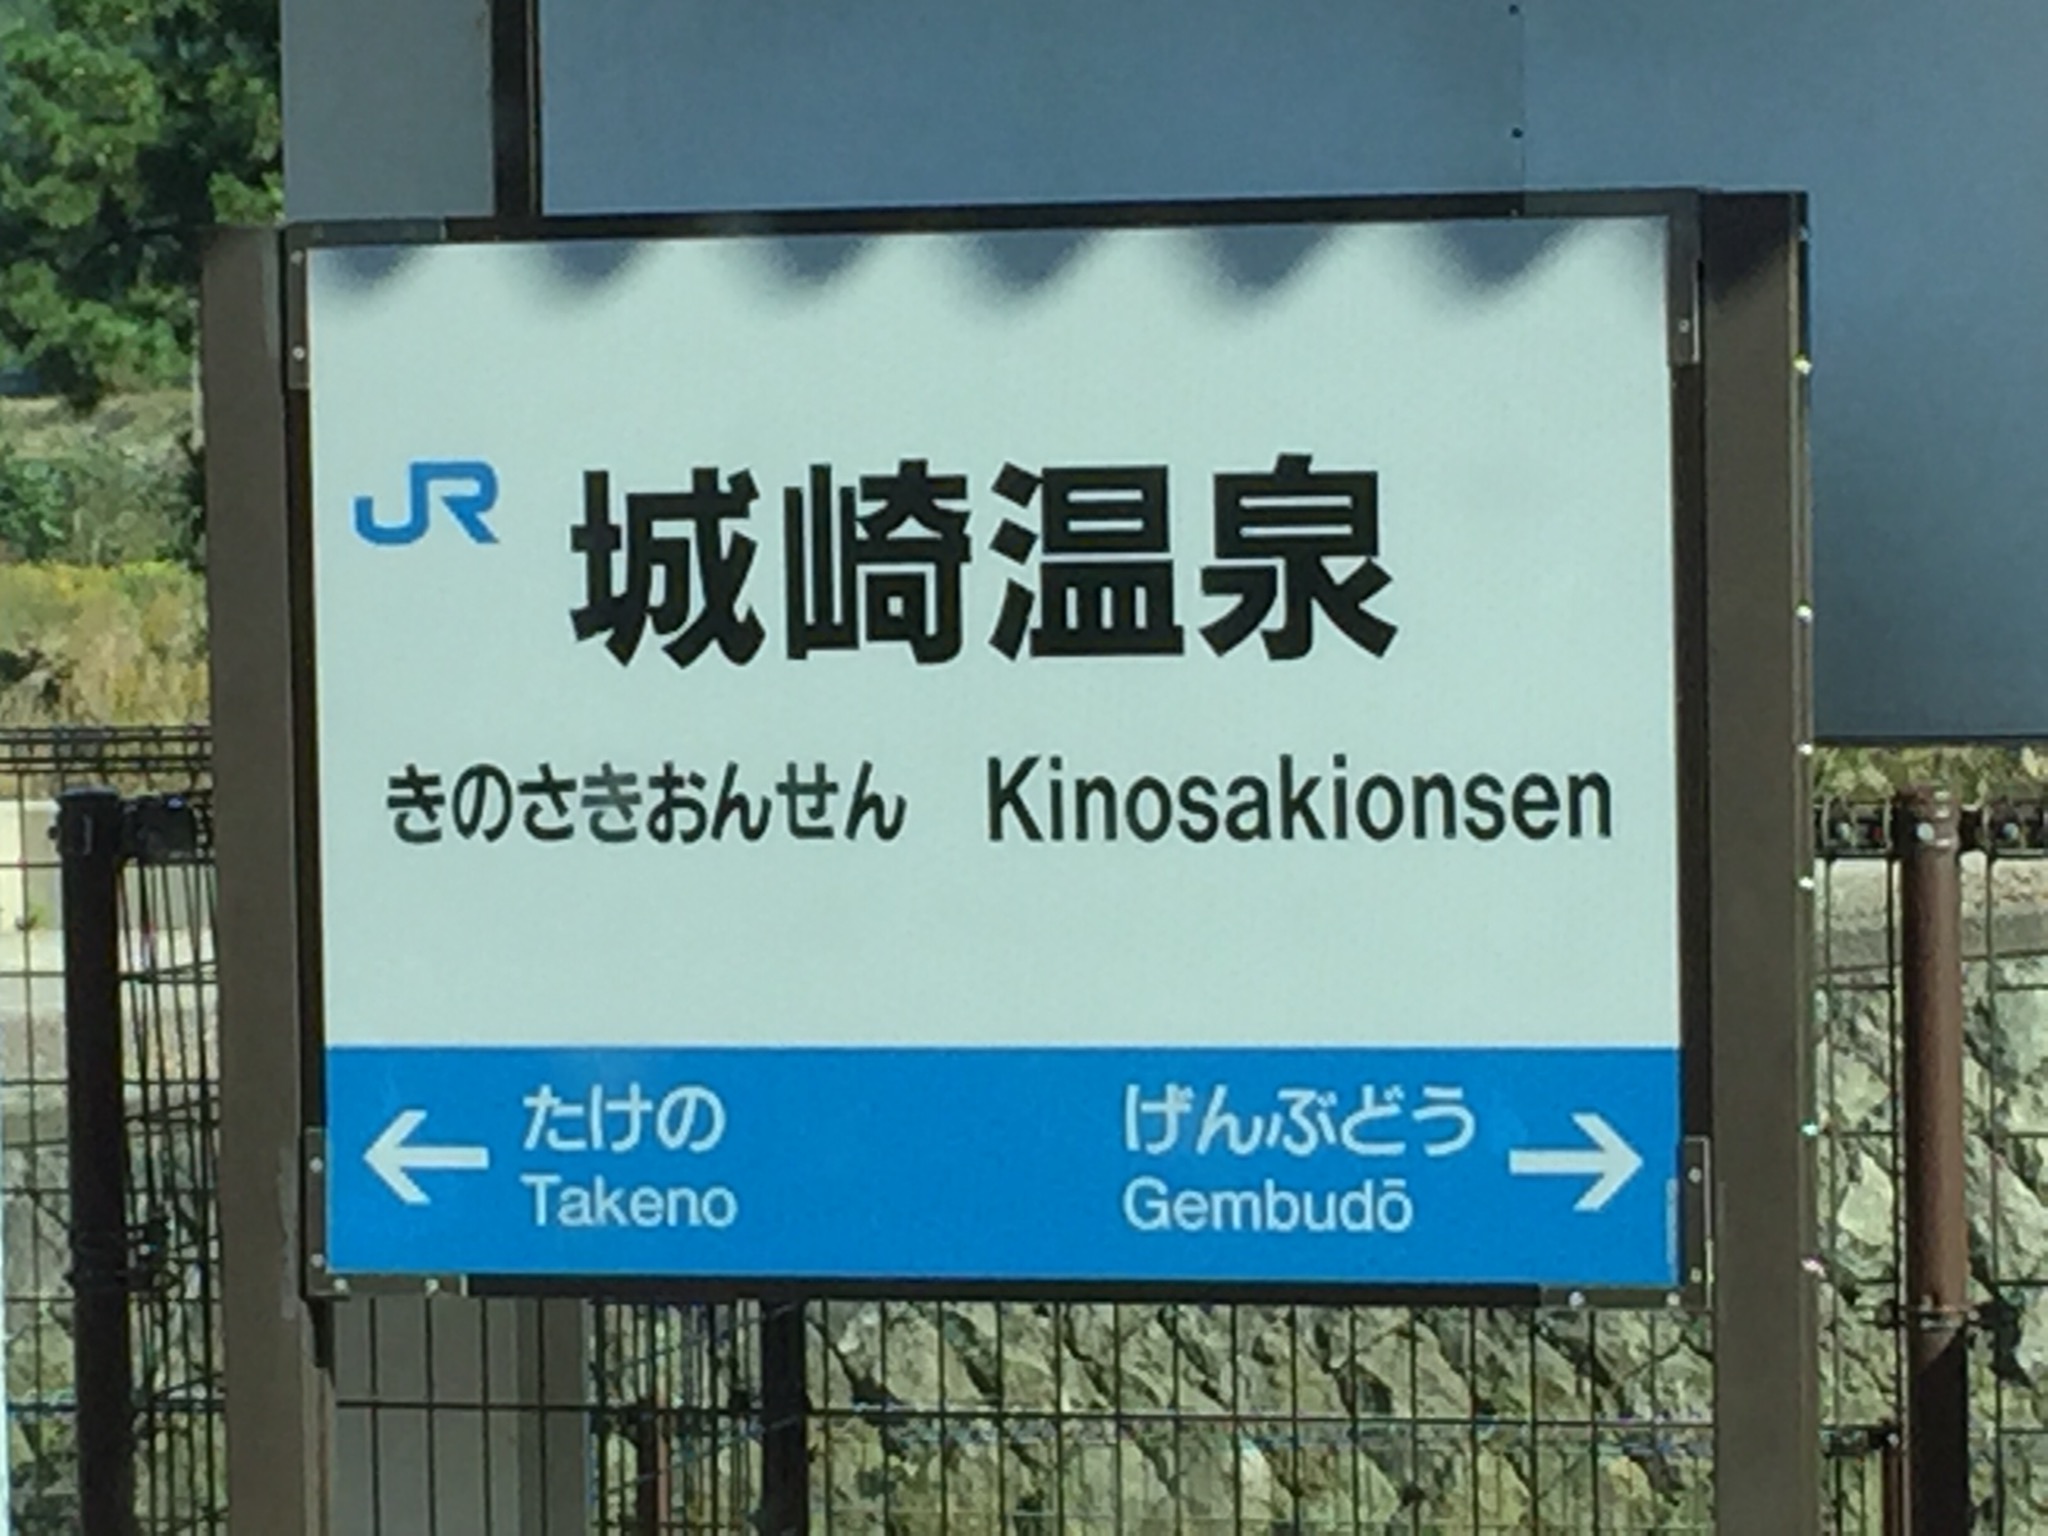 JR 城崎温泉
きのさきおんせん Kinosakionsen
← たけの げんぶどう →
Takeno Gembudō